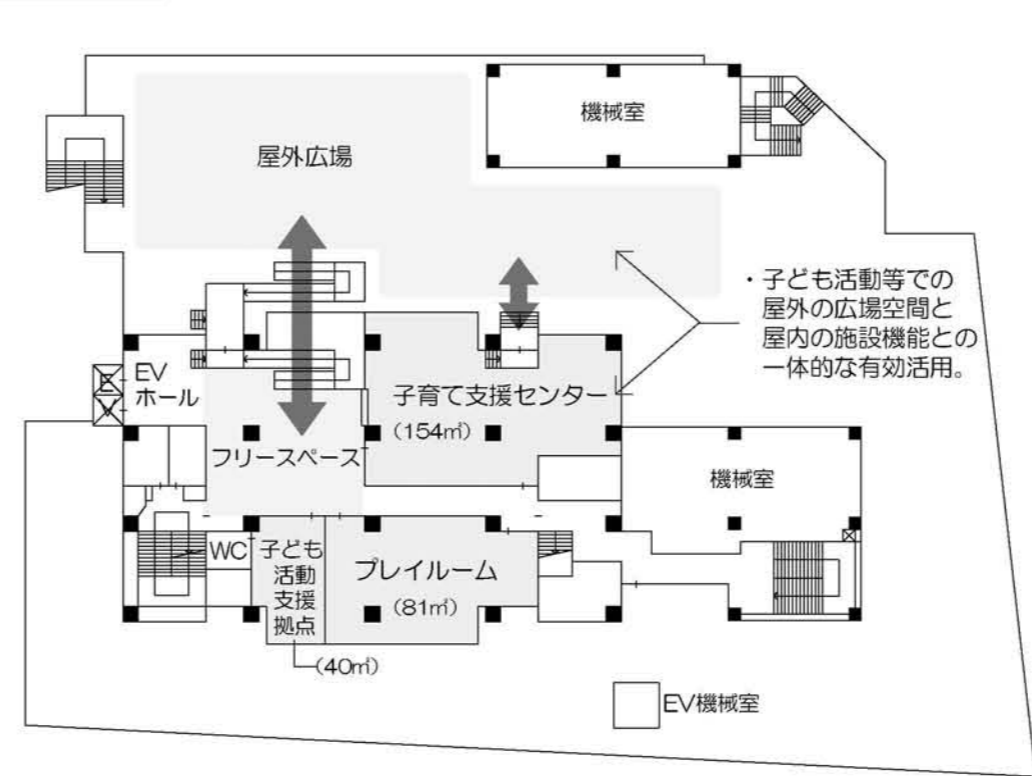 機械室
屋外広場
・子ども活動等での
屋外の広場空間と
屋内の施設機能との
一体的な有効活用。
EV
EV
ホール
子育て支援センター
（154㎡）
フリースペース
機械室
WC
子ども
活動
支援
拠点
（40㎡）
プレイルーム
（81㎡）
EV機械室